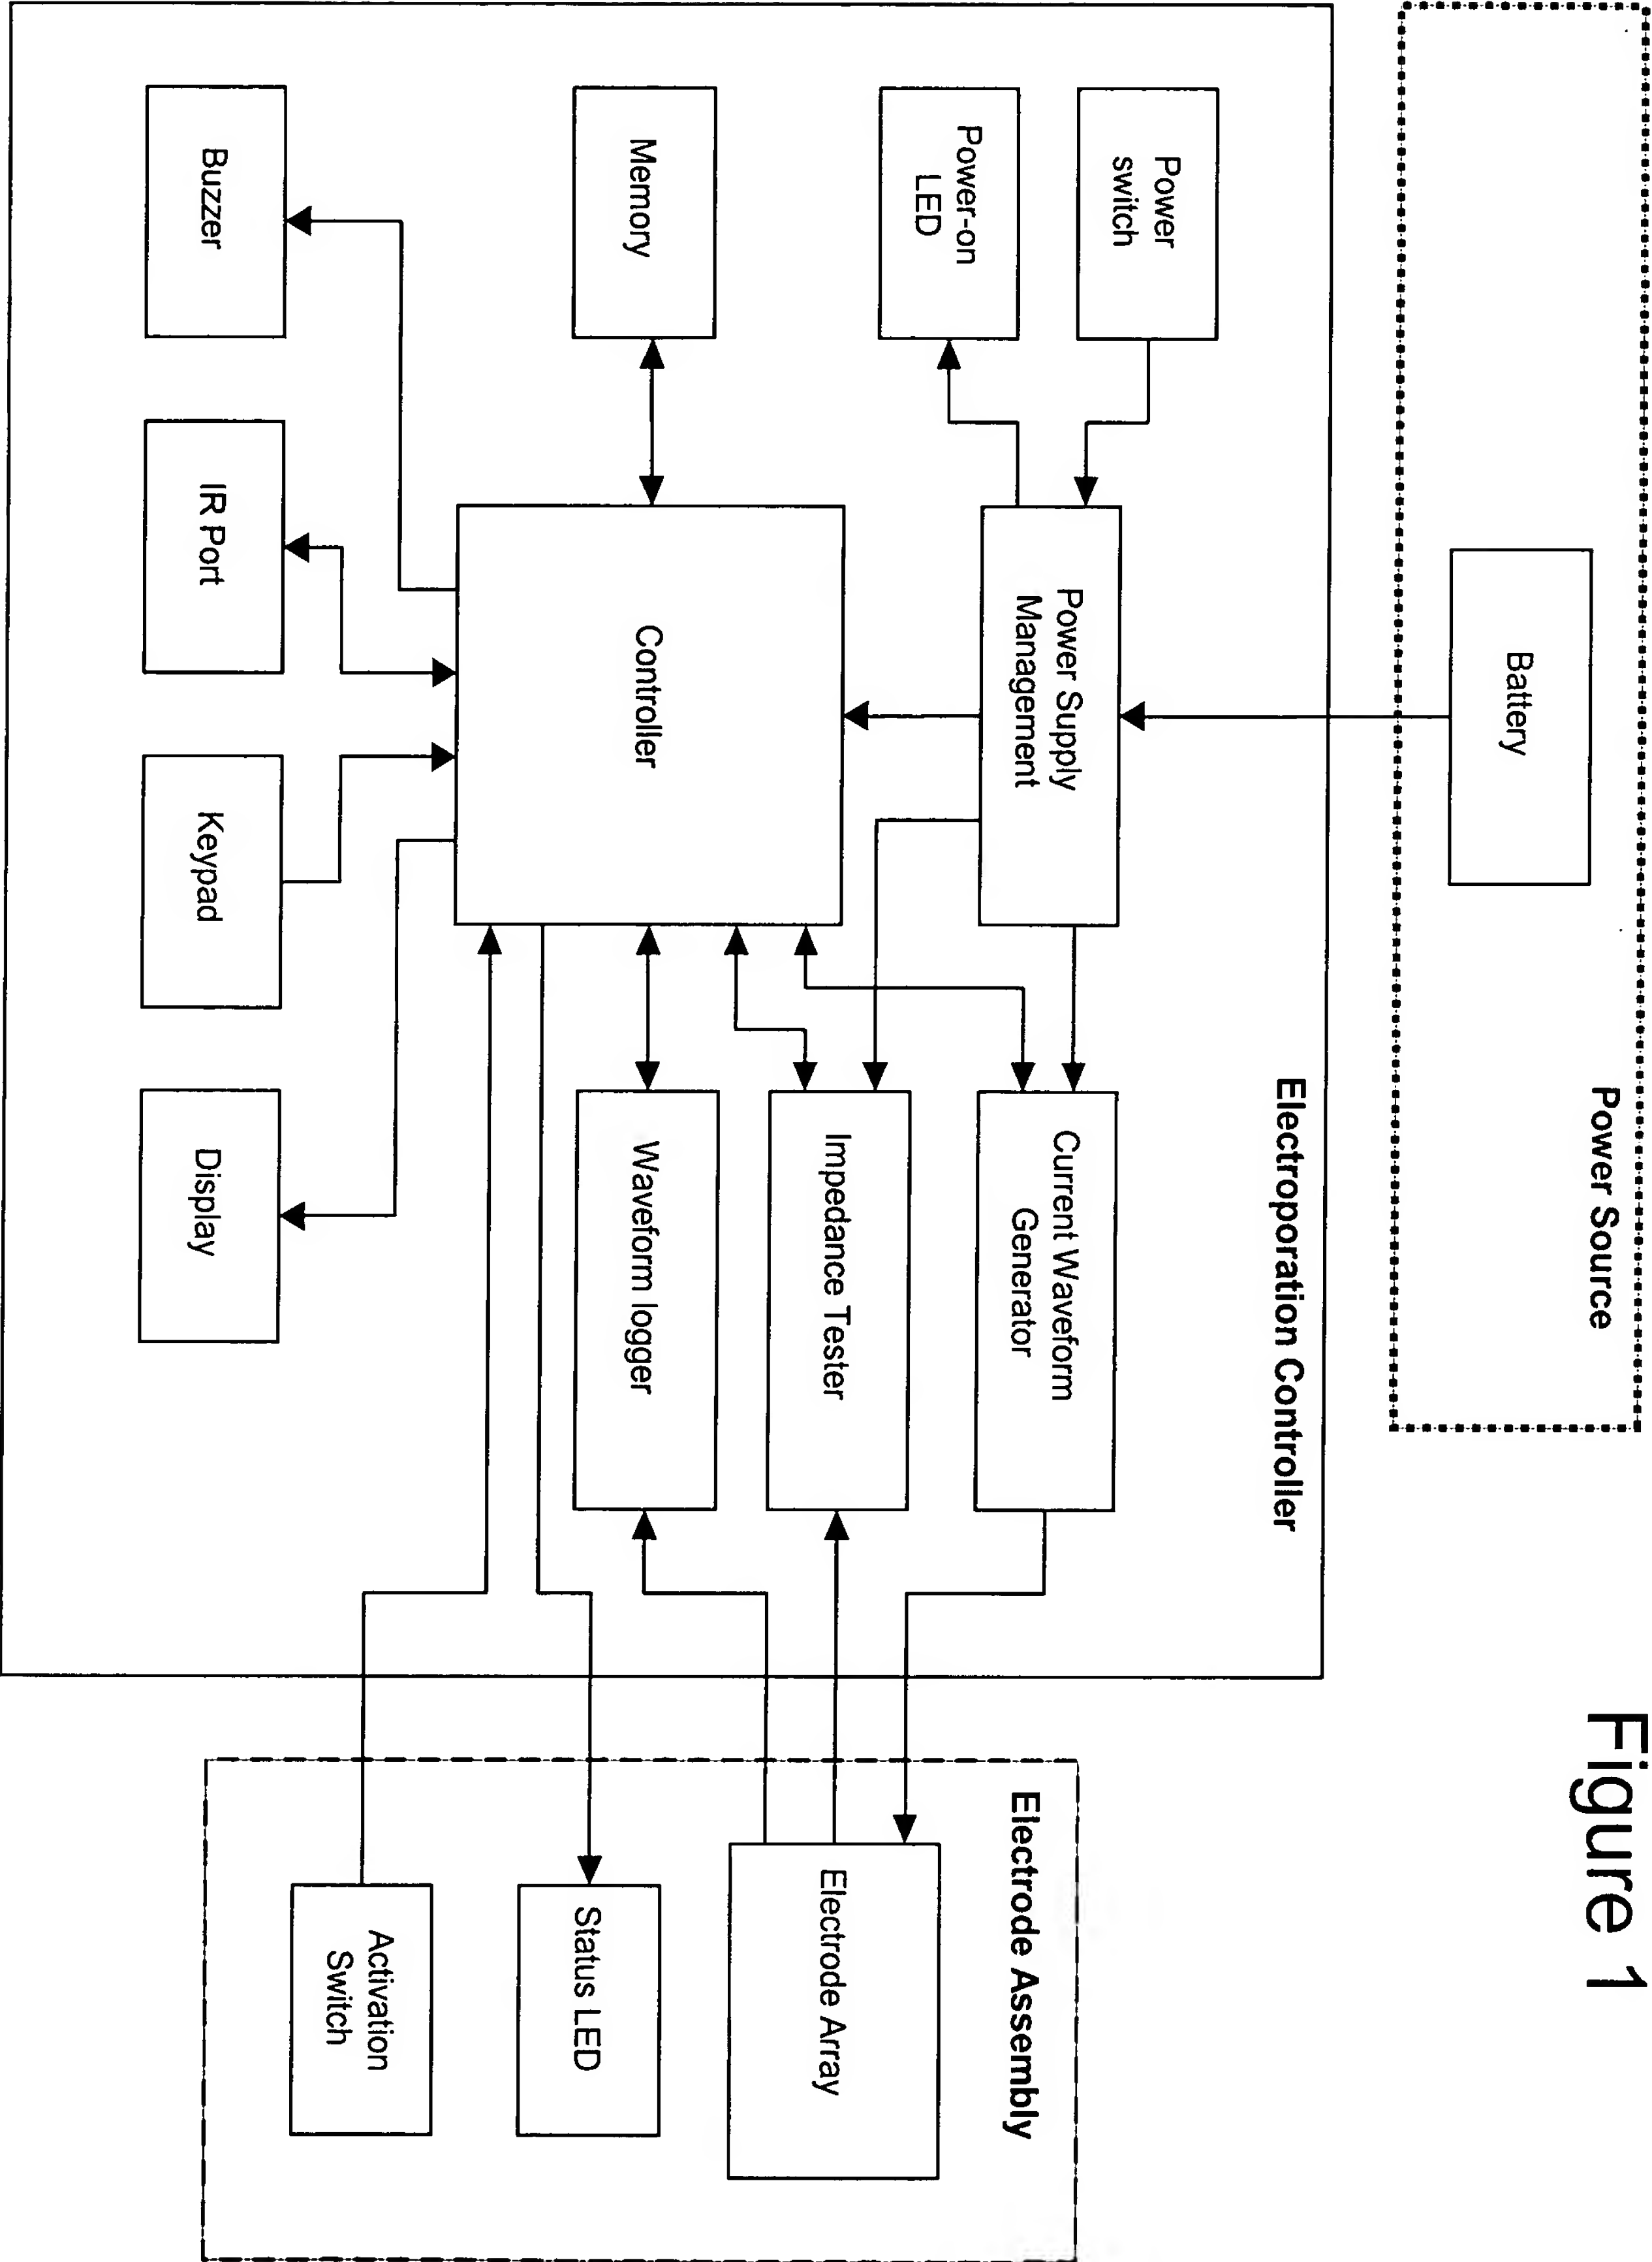 Figure 1
Power Source
Battery
Electroporation Controller
Power
switch
Power-on
LED
Power Supply
Management
Current Waveform
Generator
Impedance Tester
Waveform logger
Memory
Controller
Buzzer
IR Port
Keypad
Display
Electrode Assembly
Electrode Array
Status LED
Activation
Switch